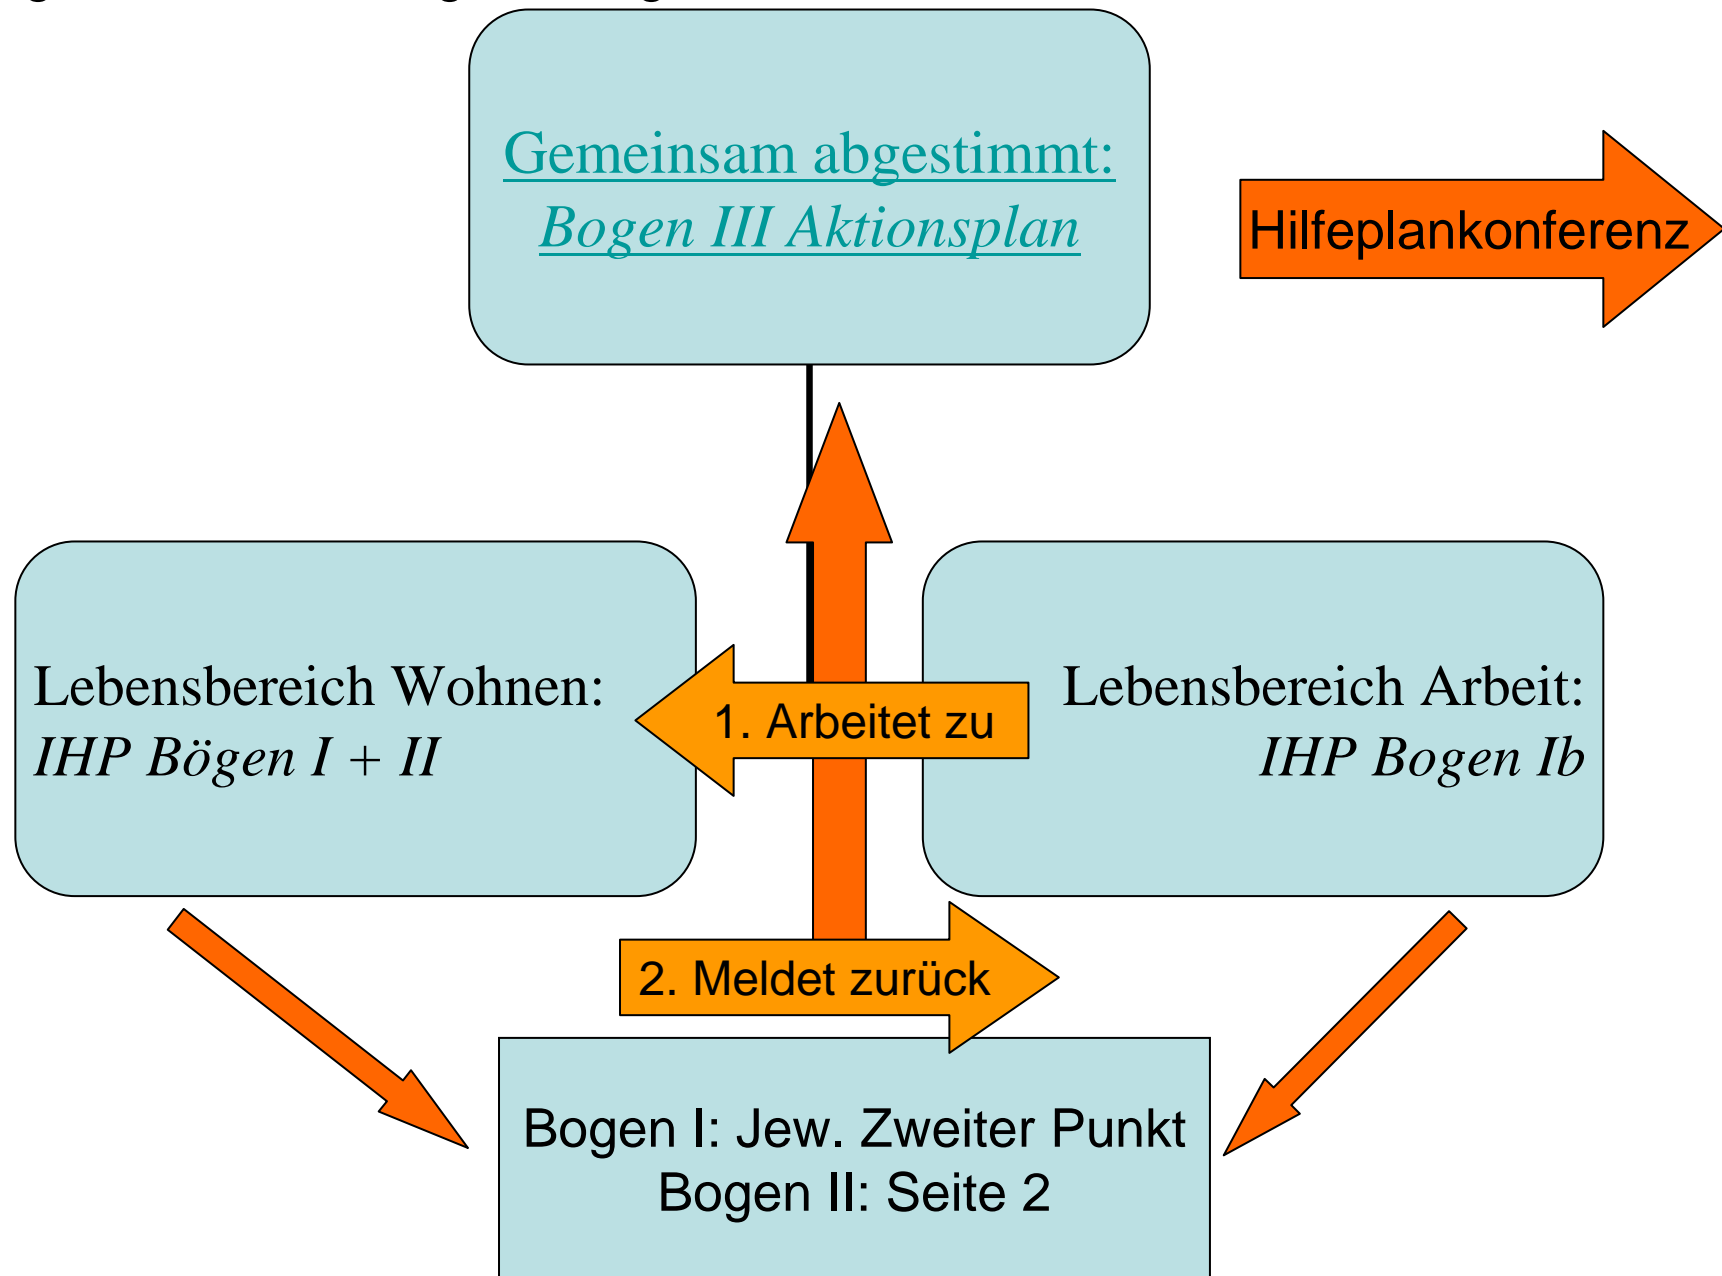 Gemeinsam abgestimmt:
Bogen III Aktionsplan
Hilfeplankonferenz
Lebensbereich Wohnen:
IHP Bögen I + II
1. Arbeitet zu
Lebensbereich Arbeit:
IHP Bogen Ib
2. Meldet zurück
Bogen I: Jew. Zweiter Punkt
Bogen II: Seite 2